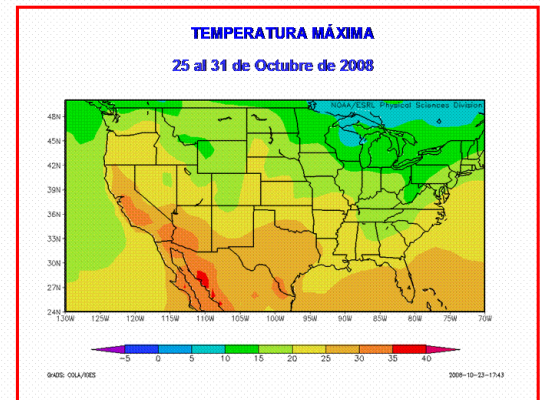 TEMPERATURA MÁXIMA
25 al 31 de Octubre de 2008
NOAA/ESRL Physical Sciences Division
48N
45N
42N
39N
36N
33N
30N
27N
24N
130W 125W 120W 115W 110W 105W 100W 95W 90W 85W 80W 75W 70W
-5 0 5 10 15 20 25 30 35 40
GrADS: COLA/IGES 2008-10-23-17:43